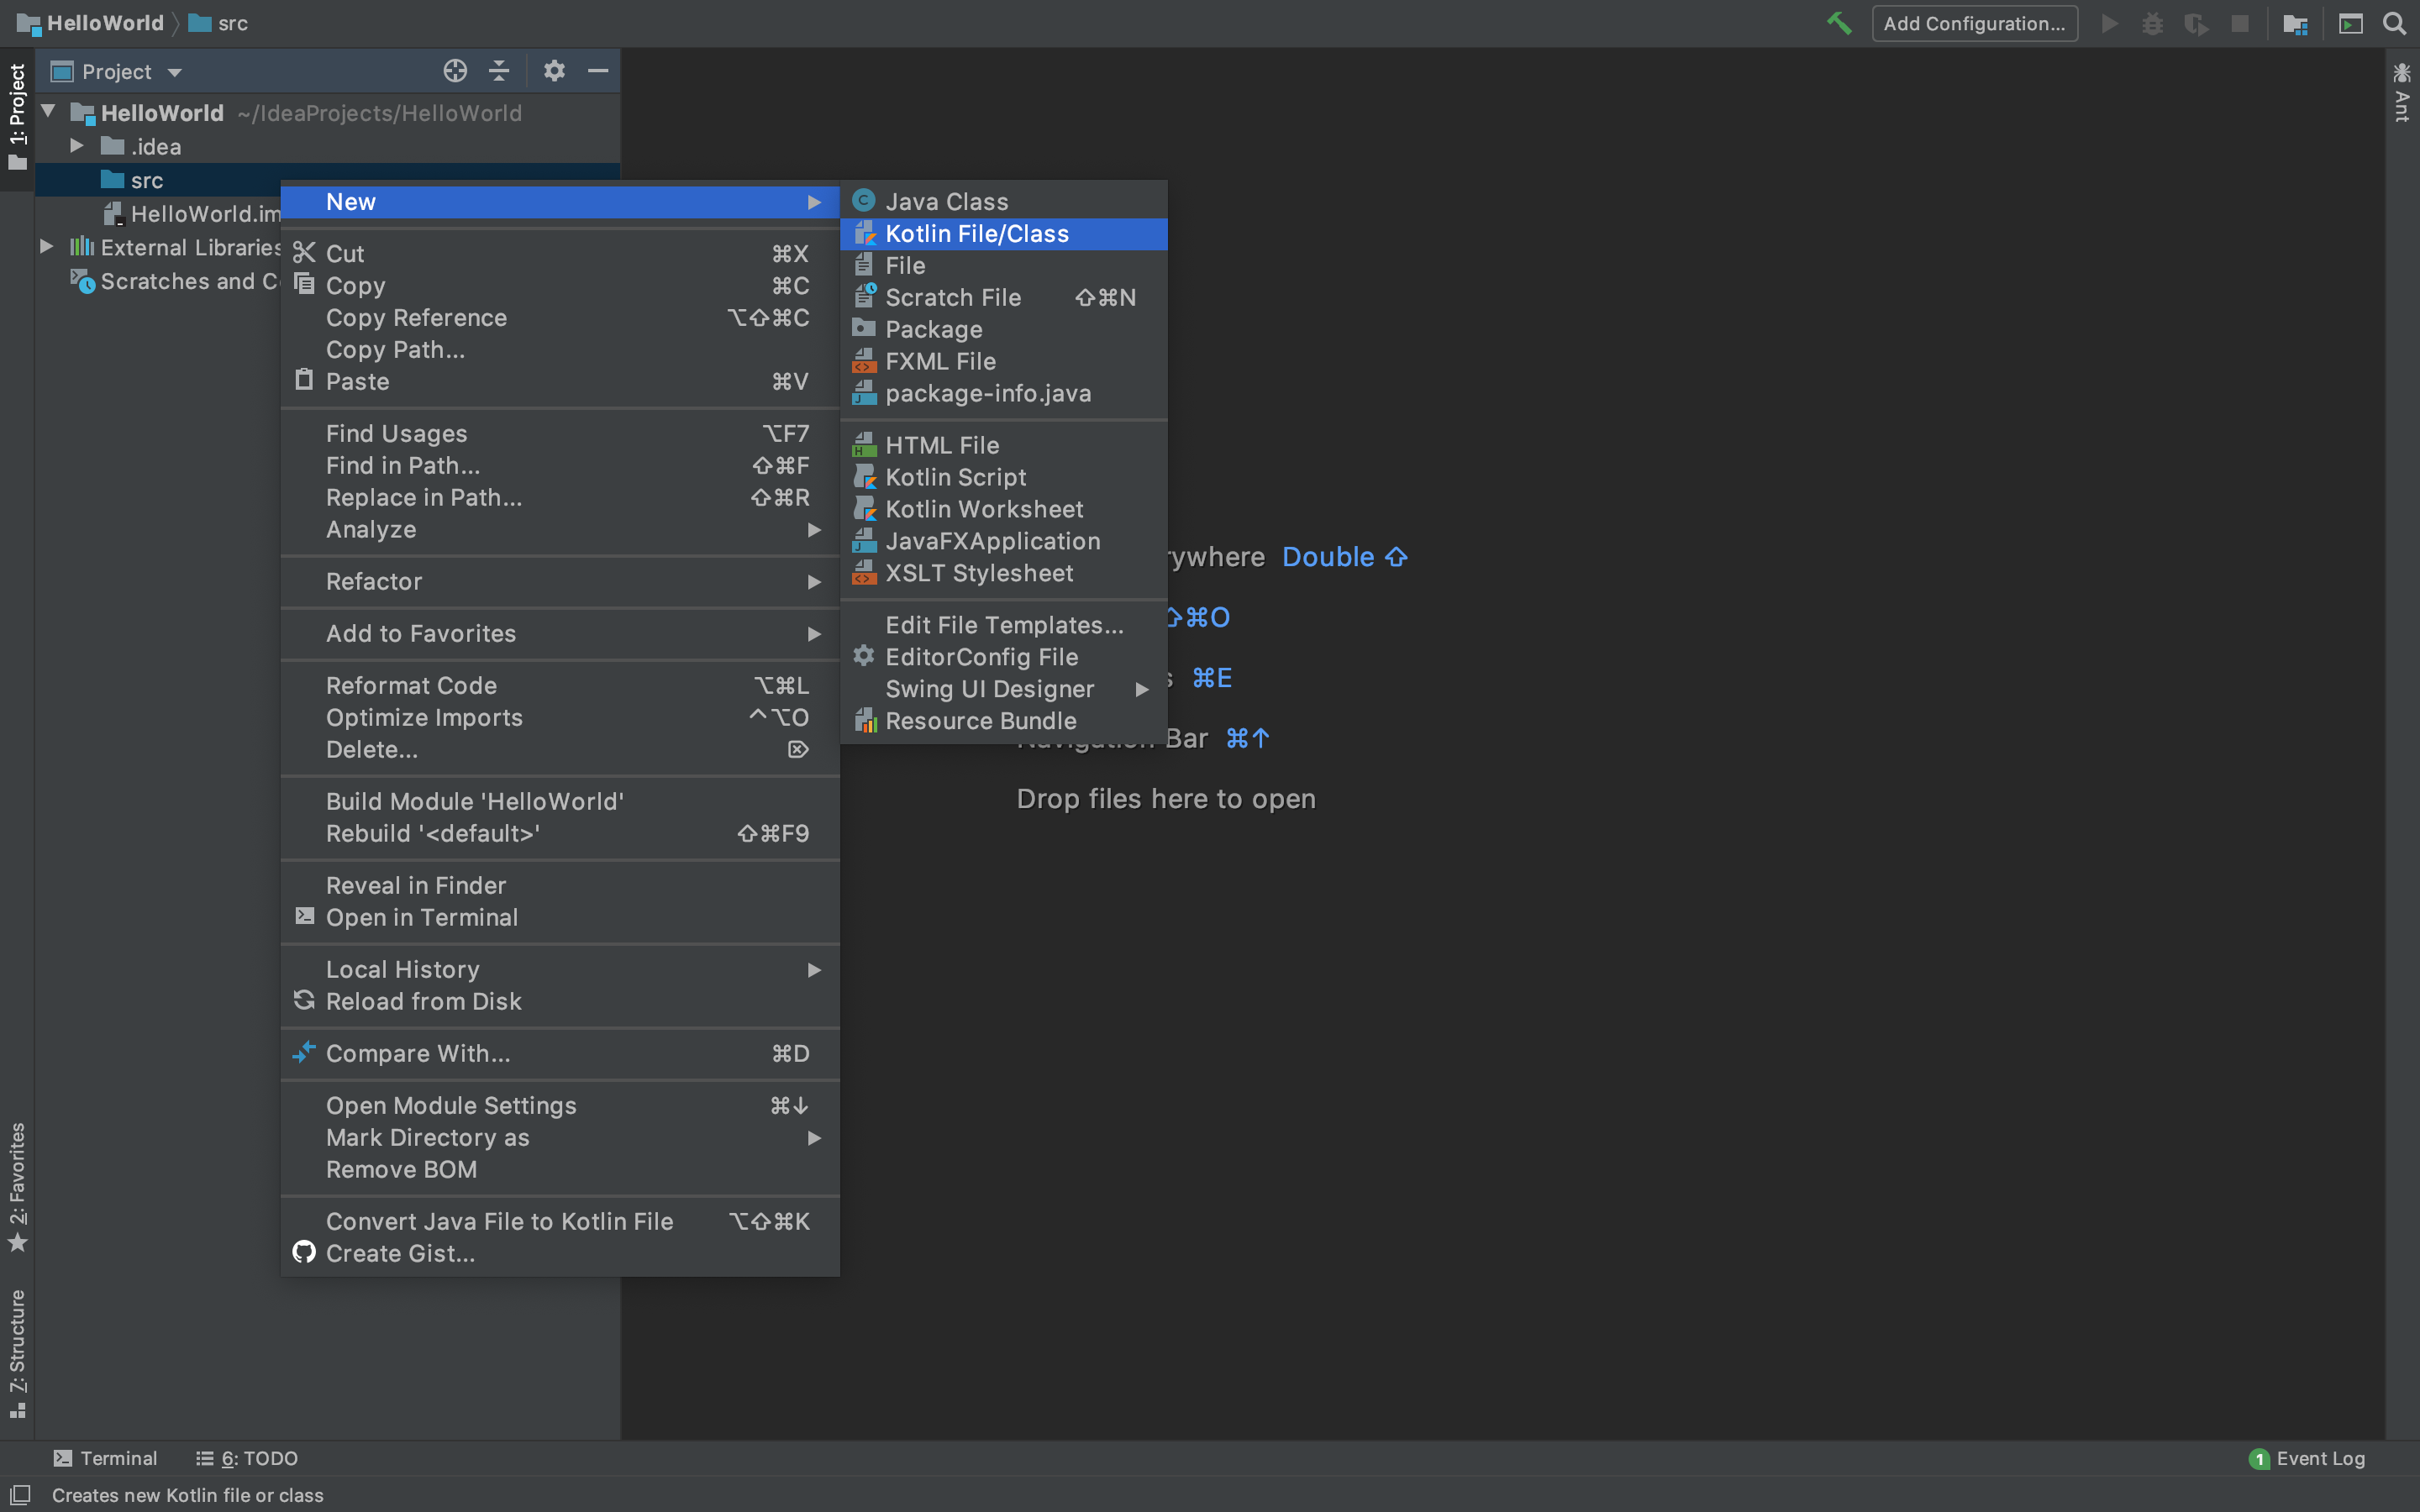 HelloWorld src
Add Configuration...
Project
1: Project
Ant
HelloWorld ~/IdeaProjects/HelloWorld
.idea
src
HelloWorld.im
External Libraries
Scratches and C
New
Cut ⌘X
Copy ⌘C
Copy Reference ⌥⇧⌘C
Copy Path...
Paste ⌘V
Find Usages ⌥F7
Find in Path... ⇧⌘F
Replace in Path... ⇧⌘R
Analyze
Refactor
Add to Favorites
Reformat Code ⌥⌘L
Optimize Imports ^⌥O
Delete... ⌦
Build Module 'HelloWorld'
Rebuild '<default>' ⇧⌘F9
Reveal in Finder
Open in Terminal
Local History
Reload from Disk
Compare With... ⌘D
Open Module Settings ⌘↓
Mark Directory as
Remove BOM
Convert Java File to Kotlin File ⌥⇧⌘K
Create Gist...
Java Class
Kotlin File/Class
File
Scratch File ⇧⌘N
Package
FXML File
package-info.java
HTML File
Kotlin Script
Kotlin Worksheet
JavaFXApplication
XSLT Stylesheet
Edit File Templates...
EditorConfig File
Swing UI Designer
Resource Bundle
rywhere Double ⇧
⇧⌘O
s ⌘E
Navigation Bar ⌘↑
Drop files here to open
2: Favorites
7: Structure
Terminal
6: TODO
1 Event Log
Creates new Kotlin file or class